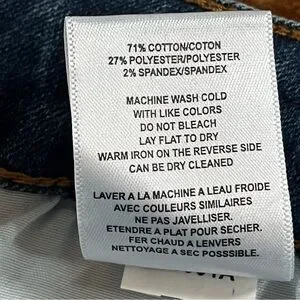 71% COTTON/COTON
27% POLYESTER/POLYESTER
2% SPANDEX/SPANDEX
MACHINE WASH COLD
WITH LIKE COLORS
DO NOT BLEACH
LAY FLAT TO DRY
WARM IRON ON THE REVERSE SIDE
CAN BE DRY CLEANED
LAVER A LA MACHINE A LEAU FROIDE
AVEC COULEURS SIMILAIRES
NE PAS JAVELLISER.
ETENDRE A PLAT POUR SECHER.
FER CHAUD A LENVERS
NETTOYAGE A SEC POSSSIBLE.